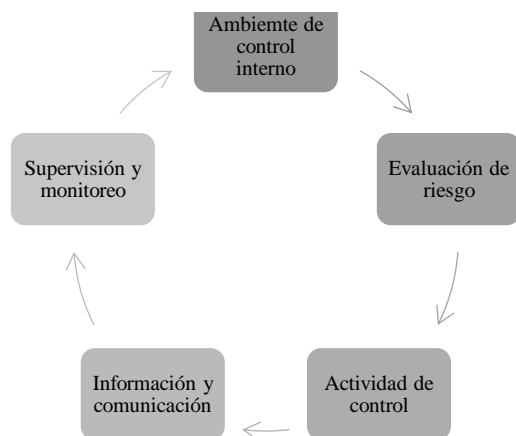 Ambiemte de
control
interno
Evaluación de
riesgo
Actividad de
control
Información y
comunicación
Supervisión y
monitoreo